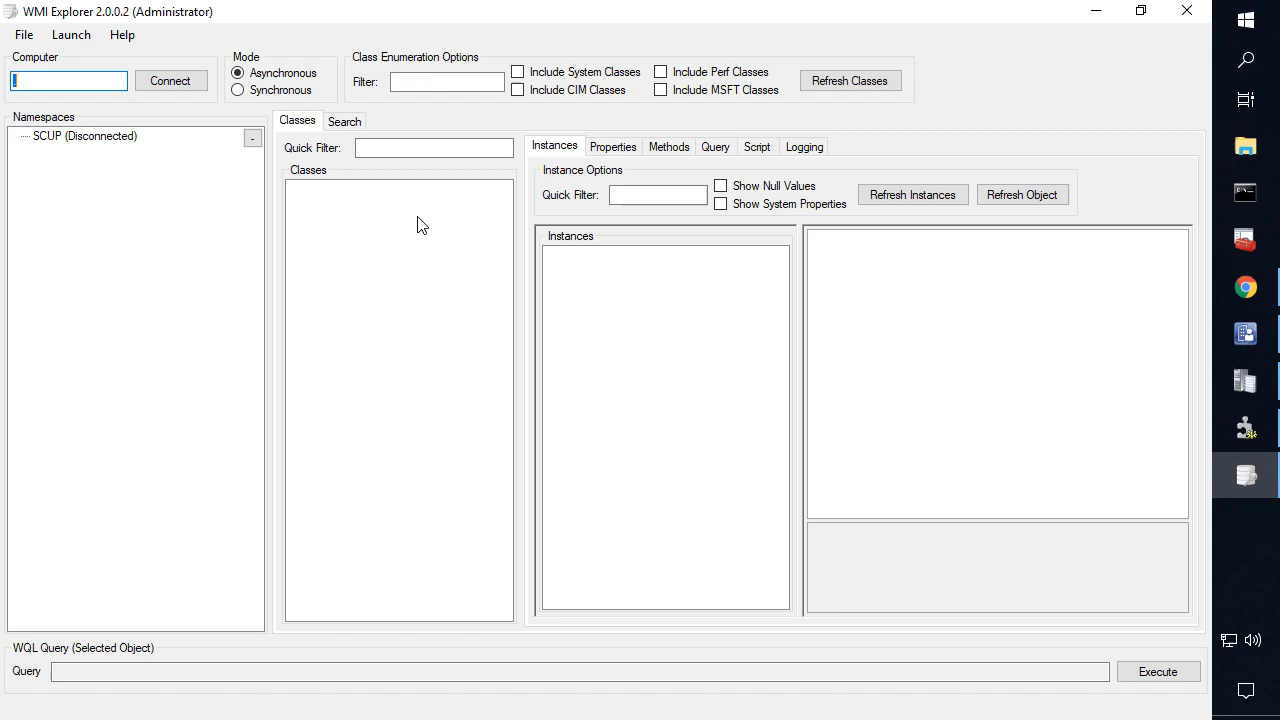 WMI Explorer 2.0.0.2 (Administrator)
File Launch Help
Computer
Connect
Mode
Asynchronous
Synchronous
Class Enumeration Options
Filter:
Include System Classes
Include Perf Classes
Include CIM Classes
Include MSFT Classes
Refresh Classes
Namespaces
SCUP (Disconnected)
-
Classes Search
Quick Filter:
Classes
Instances Properties Methods Query Script Logging
Instance Options
Quick Filter:
Show Null Values
Show System Properties
Refresh Instances
Refresh Object
Instances
WQL Query (Selected Object)
Query
Execute